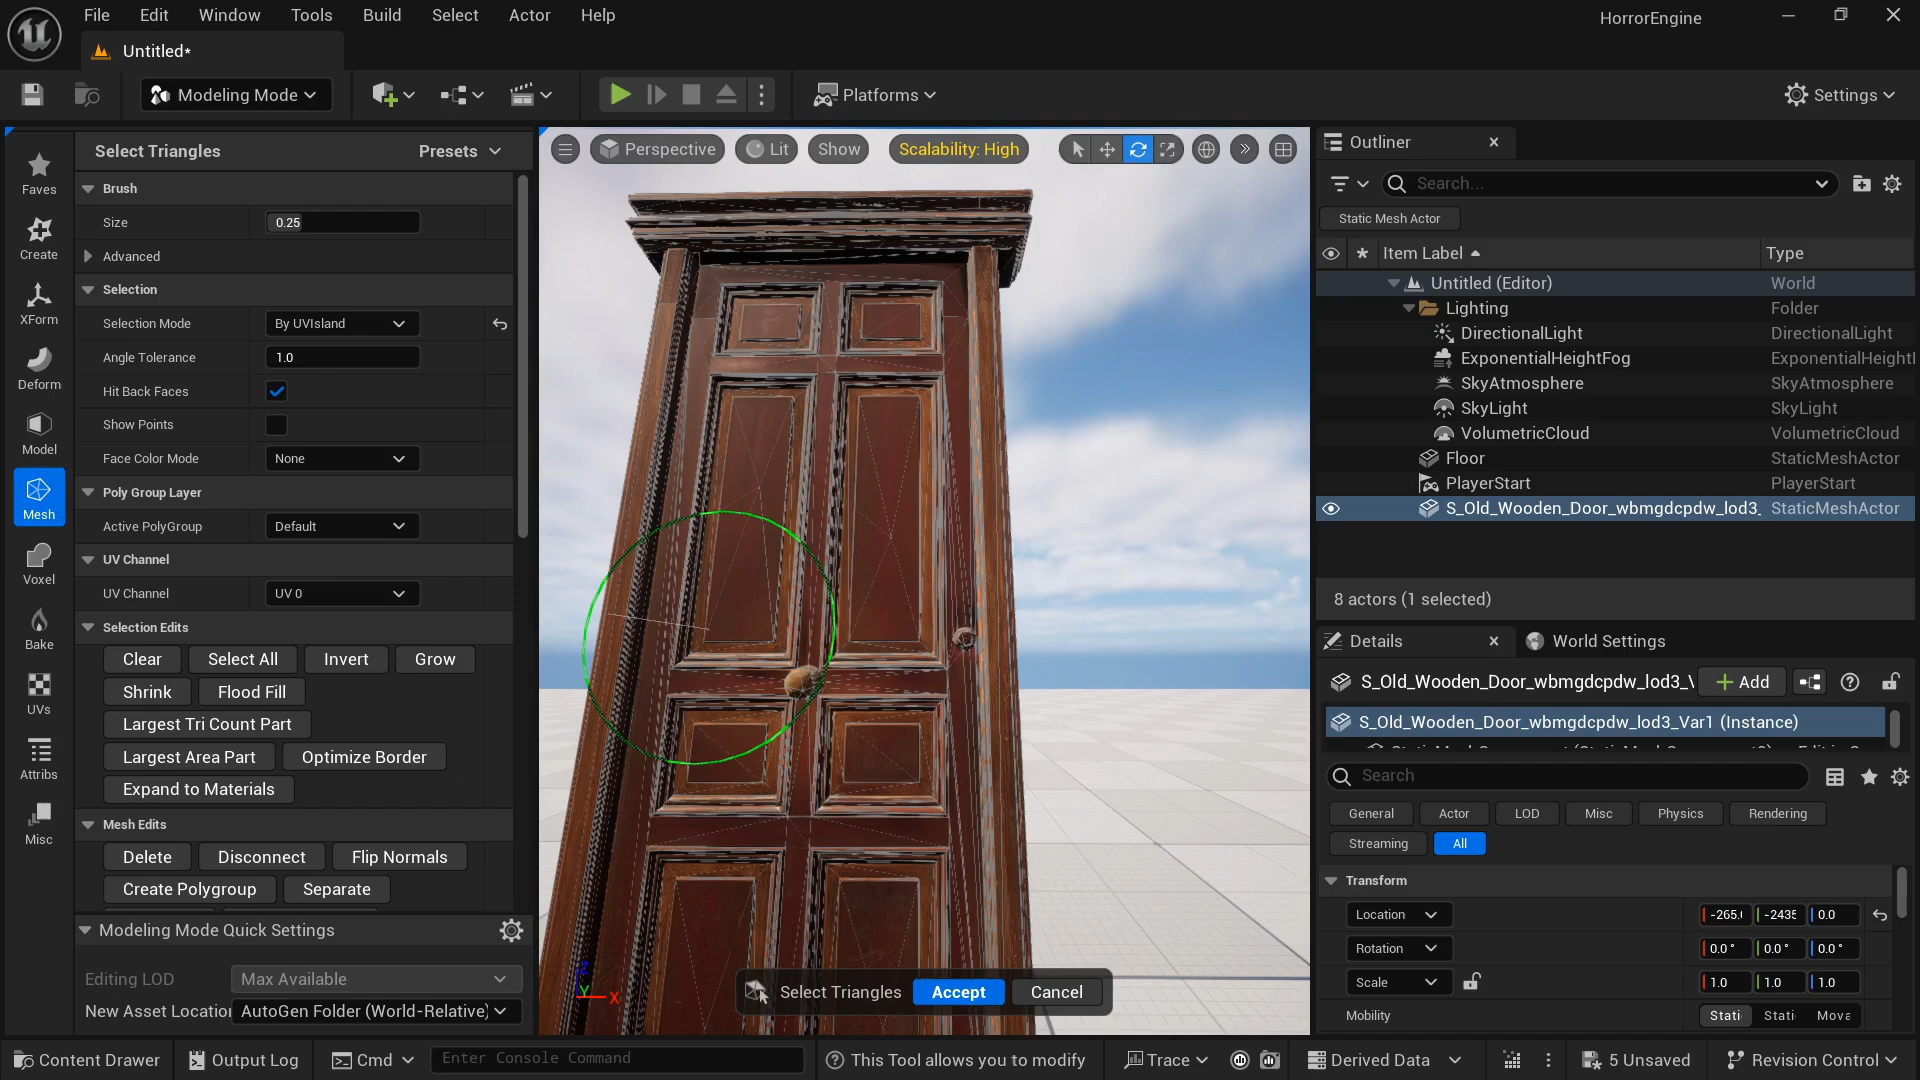 File Edit Window Tools Build Select Actor Help
HorrorEngine
Untitled*
Modeling Mode
Platforms
Settings
Faves
Create
XForm
Deform
Model
Mesh
Voxel
Bake
UVs
Attribs
Misc
Select Triangles Presets
Brush
Size 0.25
Advanced
Selection
Selection Mode By UVIsland
Angle Tolerance 1.0
Hit Back Faces
Show Points
Face Color Mode None
Poly Group Layer
Active PolyGroup Default
UV Channel
UV Channel UV 0
Selection Edits
Clear Select All Invert Grow
Shrink Flood Fill
Largest Tri Count Part
Largest Area Part Optimize Border
Expand to Materials
Mesh Edits
Delete Disconnect Flip Normals
Create Polygroup Separate
Modeling Mode Quick Settings
Editing LOD Max Available
New Asset Location AutoGen Folder (World-Relative)
Perspective Lit Show Scalability: High
Z
Y
X
Select Triangles Accept Cancel
Outliner
Search...
Static Mesh Actor
Item Label Type
Untitled (Editor) World
Lighting Folder
DirectionalLight DirectionalLight
ExponentialHeightFog ExponentialHeightI
SkyAtmosphere SkyAtmosphere
SkyLight SkyLight
VolumetricCloud VolumetricCloud
Floor StaticMeshActor
PlayerStart PlayerStart
S_Old_Wooden_Door_wbmgdcpdw_lod3_ StaticMeshActor
8 actors (1 selected)
Details World Settings
S_Old_Wooden_Door_wbmgdcpdw_lod3_V Add
S_Old_Wooden_Door_wbmgdcpdw_lod3_Var1 (Instance)
Search
General Actor LOD Misc Physics Rendering
Streaming All
Transform
Location -265.( -2435 0.0
Rotation 0.0 ° 0.0 ° 0.0 °
Scale 1.0 1.0 1.0
Mobility Stati Stati Mova
Content Drawer Output Log Cmd Enter Console Command This Tool allows you to modify Trace Derived Data 5 Unsaved Revision Control